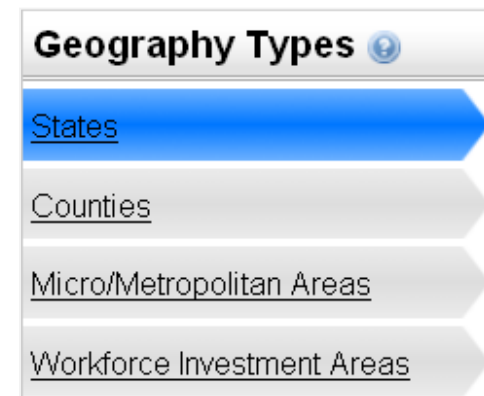 Geography Types ?
States
Counties
Micro/Metropolitan Areas
Workforce Investment Areas